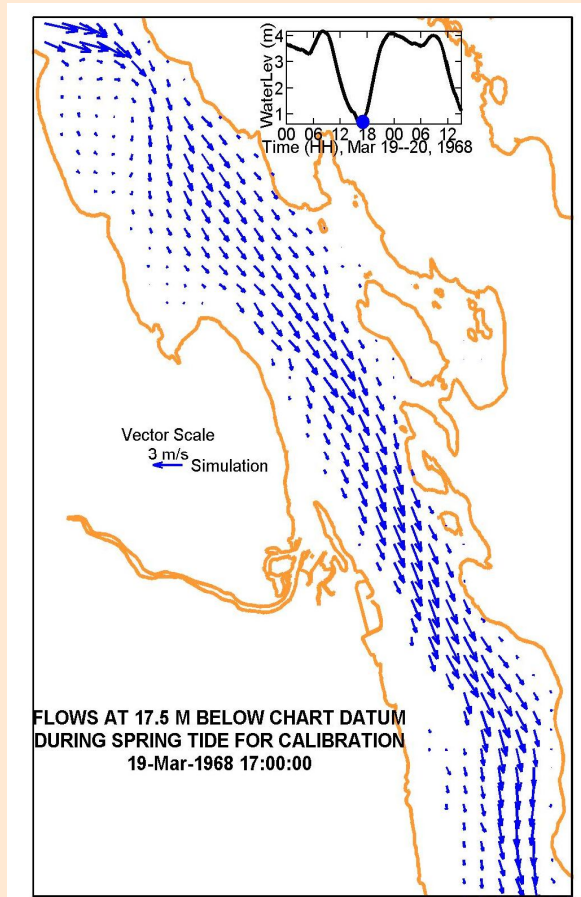 WaterLev (m)
4
3
2
1
00 06 12 18 00 06 12
Time (HH), Mar 19--20, 1968
Vector Scale
3 m/s
Simulation
FLOWS AT 17.5 M BELOW CHART DATUM
DURING SPRING TIDE FOR CALIBRATION
19-Mar-1968 17:00:00